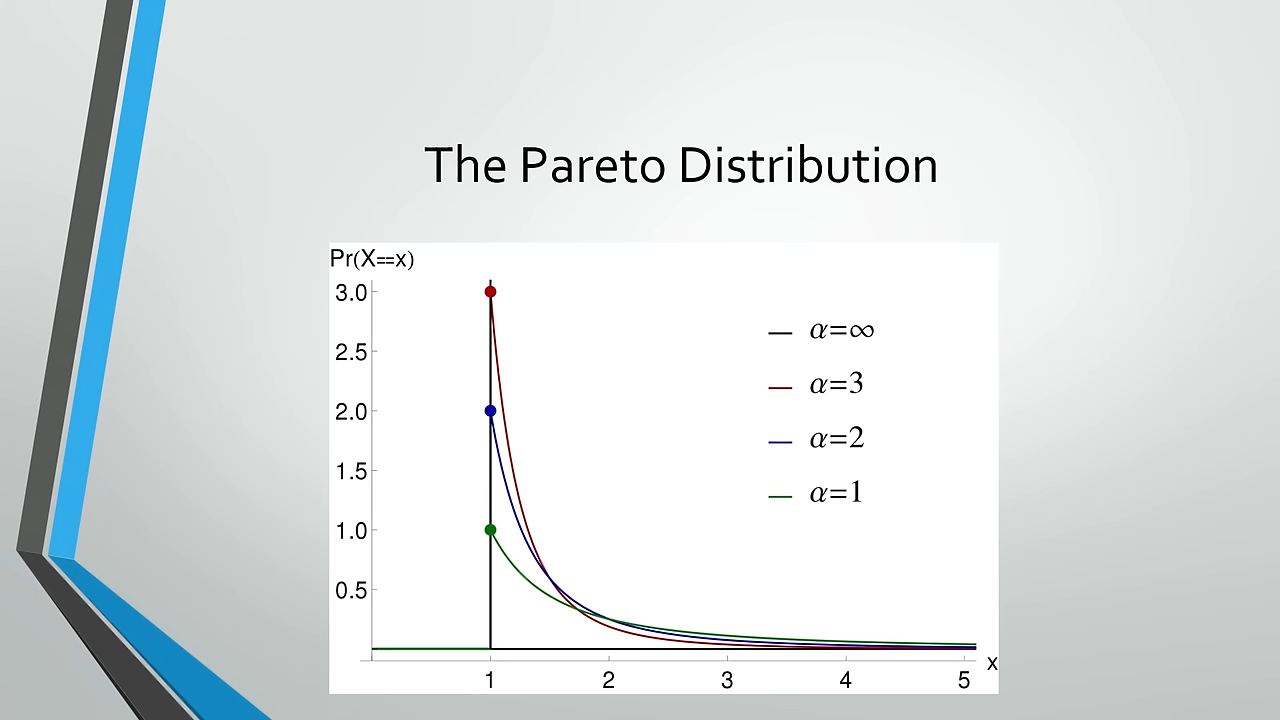 The Pareto Distribution
Pr(X==x)
3.0
2.5
2.0
1.5
1.0
0.5
α=∞
α=3
α=2
α=1
1 2 3 4 5 x